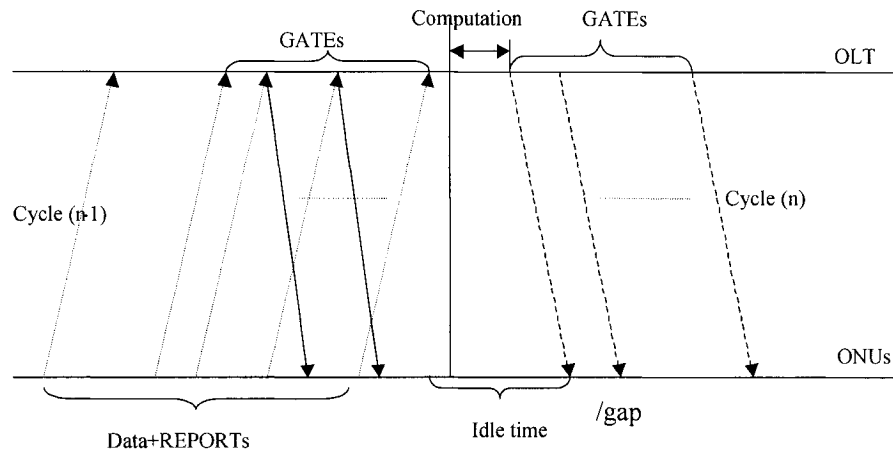 Computation
GATEs
GATEs
OLT
Cycle (n-1)
Cycle (n)
ONUs
Data+REPORTs
Idle time
/gap